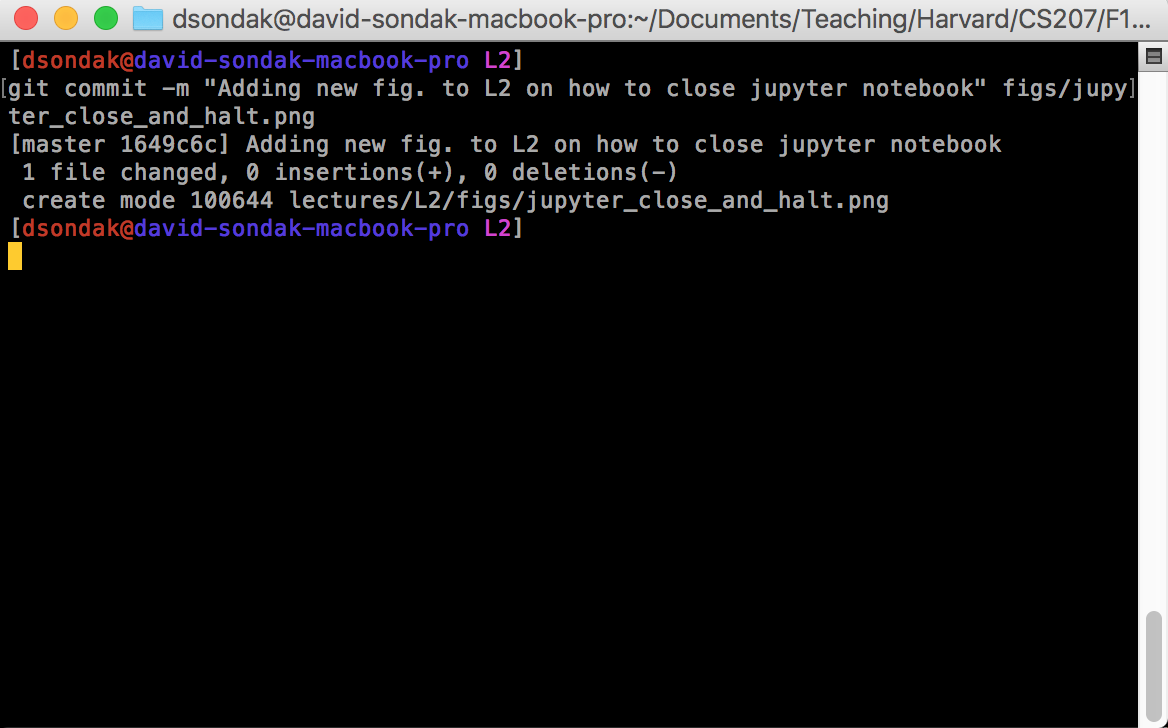 dsondak@david-sondak-macbook-pro:~/Documents/Teaching/Harvard/CS207/F1...
[dsondak@david-sondak-macbook-pro L2]
[git commit -m "Adding new fig. to L2 on how to close jupyter notebook" figs/jupy]
ter_close_and_halt.png
[master 1649c6c] Adding new fig. to L2 on how to close jupyter notebook
 1 file changed, 0 insertions(+), 0 deletions(-)
 create mode 100644 lectures/L2/figs/jupyter_close_and_halt.png
[dsondak@david-sondak-macbook-pro L2]